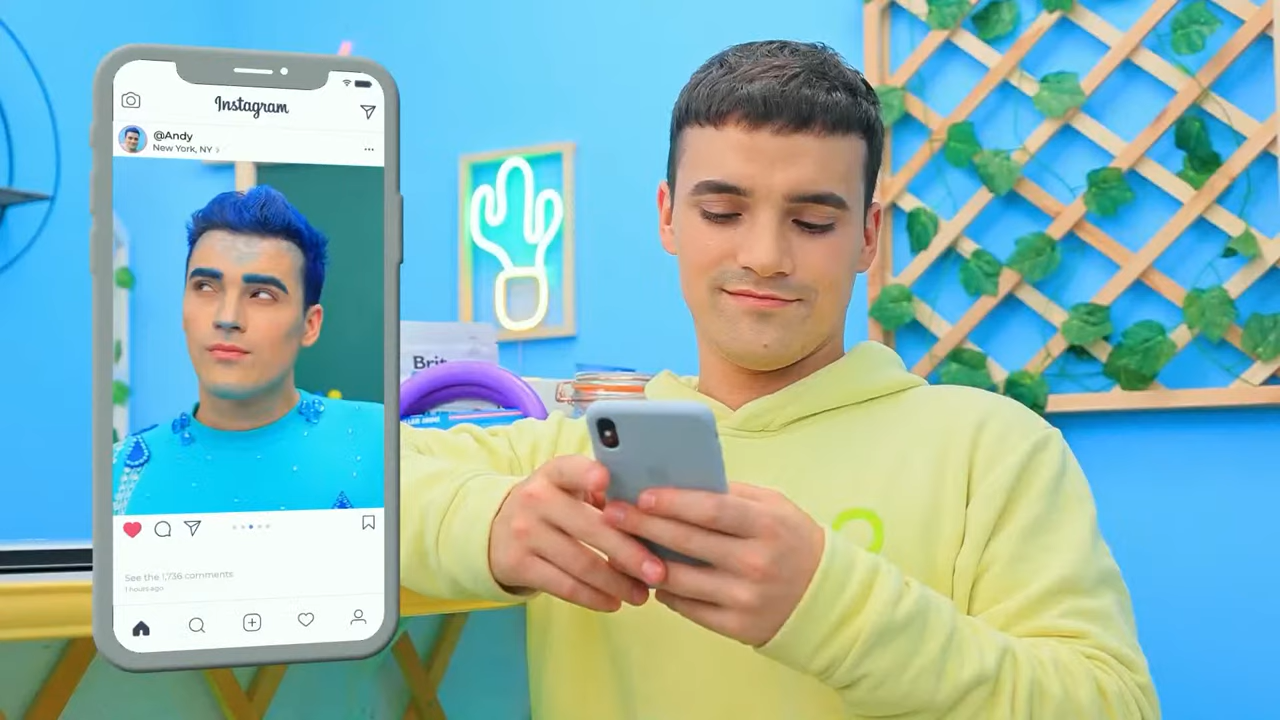 Instagram
@Andy
New York, NY >
See the 1,736 comments
1 hours ago
Brit